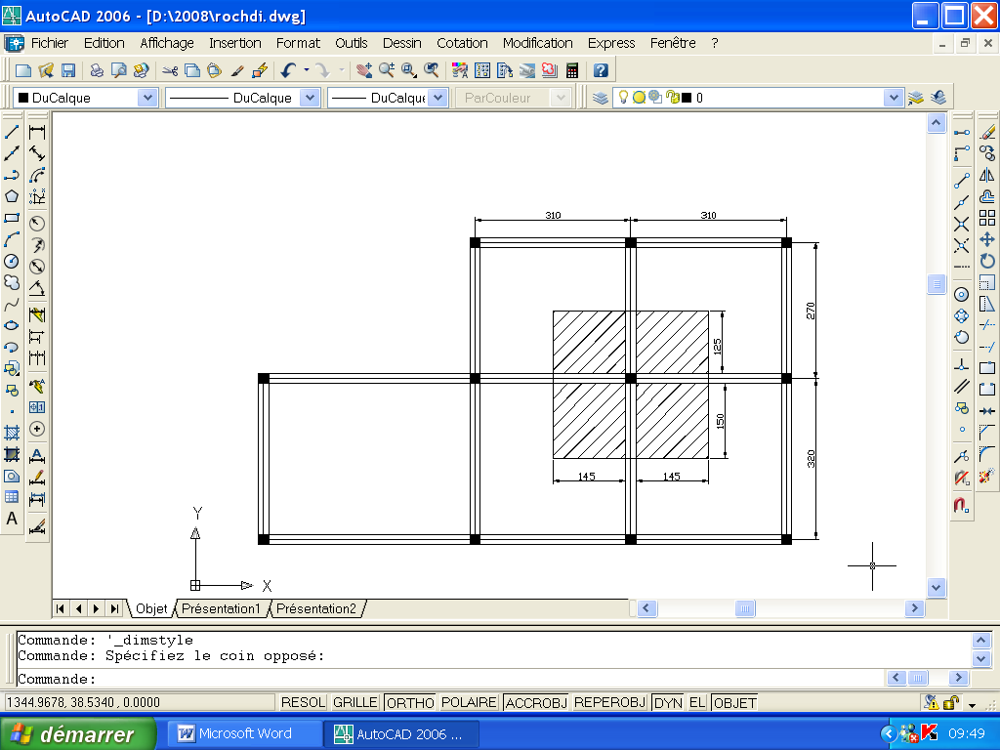 AutoCAD 2006 - [D:\2008\rochdi.dwg]
Fichier Edition Affichage Insertion Format Outils Dessin Cotation Modification Express Fenêtre ?
DuCalque DuCalque DuCalque ParCouleur 0
310 310
270
125
150
320
145 145
Y
X
A
Objet Présentation1 Présentation2
Commande: '_dimstyle
Commande: Spécifiez le coin opposé:
Commande:
1344.9678, 38.5340 , 0.0000 RESOL GRILLE ORTHO POLAIRE ACCROBJ REPEROBJ DYN EL OBJET
démarrer Microsoft Word AutoCAD 2006 ... 09:49